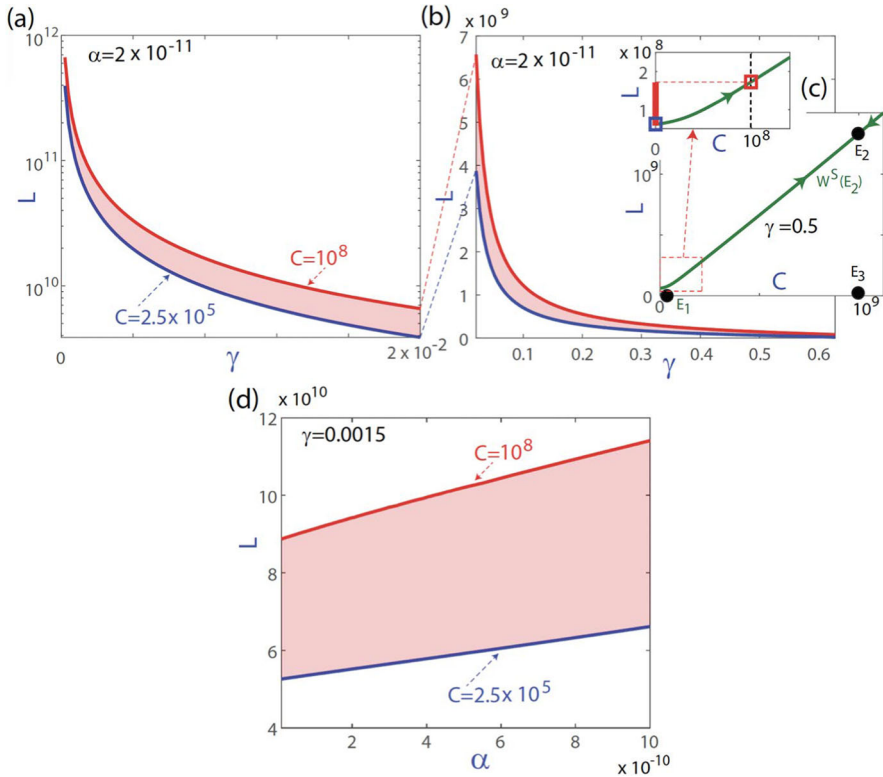 (a)
10^12
α=2 x 10^-11
10^11
L
10^10
C=10^8
C=2.5x 10^5
0
2 x 10^-2
γ
(b)
x 10^9
α=2 x 10^-11
7
6
5
4
3
2
1
0
L
0.1
0.2
0.3
0.4
0.5
0.6
γ
x 10^8
2
1
L
0
10^8
C
(c)
E2
10^9
W^S(E2)
L
γ=0.5
C
E3
0
E1
0
10^9
(d)
x 10^10
12
γ=0.0015
C=10^8
10
L
8
6
C=2.5x 10^5
4
2
4
6
8
10
α
x 10^-10